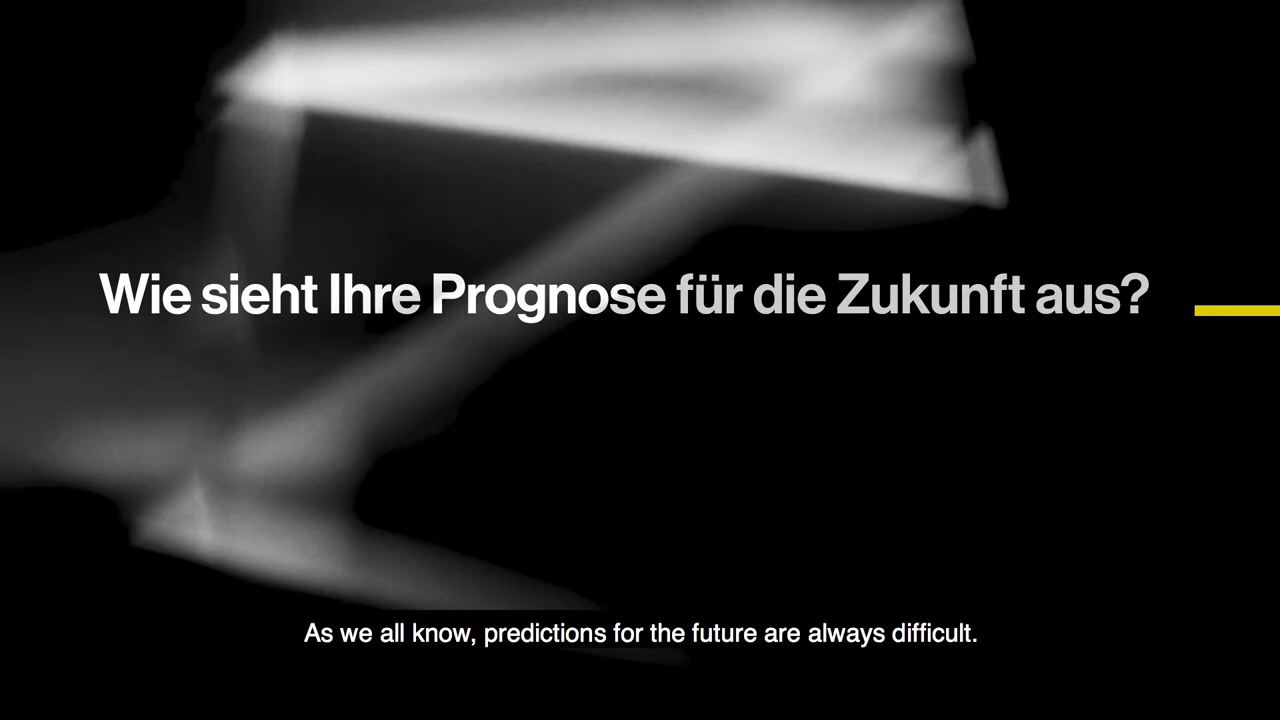 Wie sieht Ihre Prognose für die Zukunft aus?
As we all know, predictions for the future are always difficult.